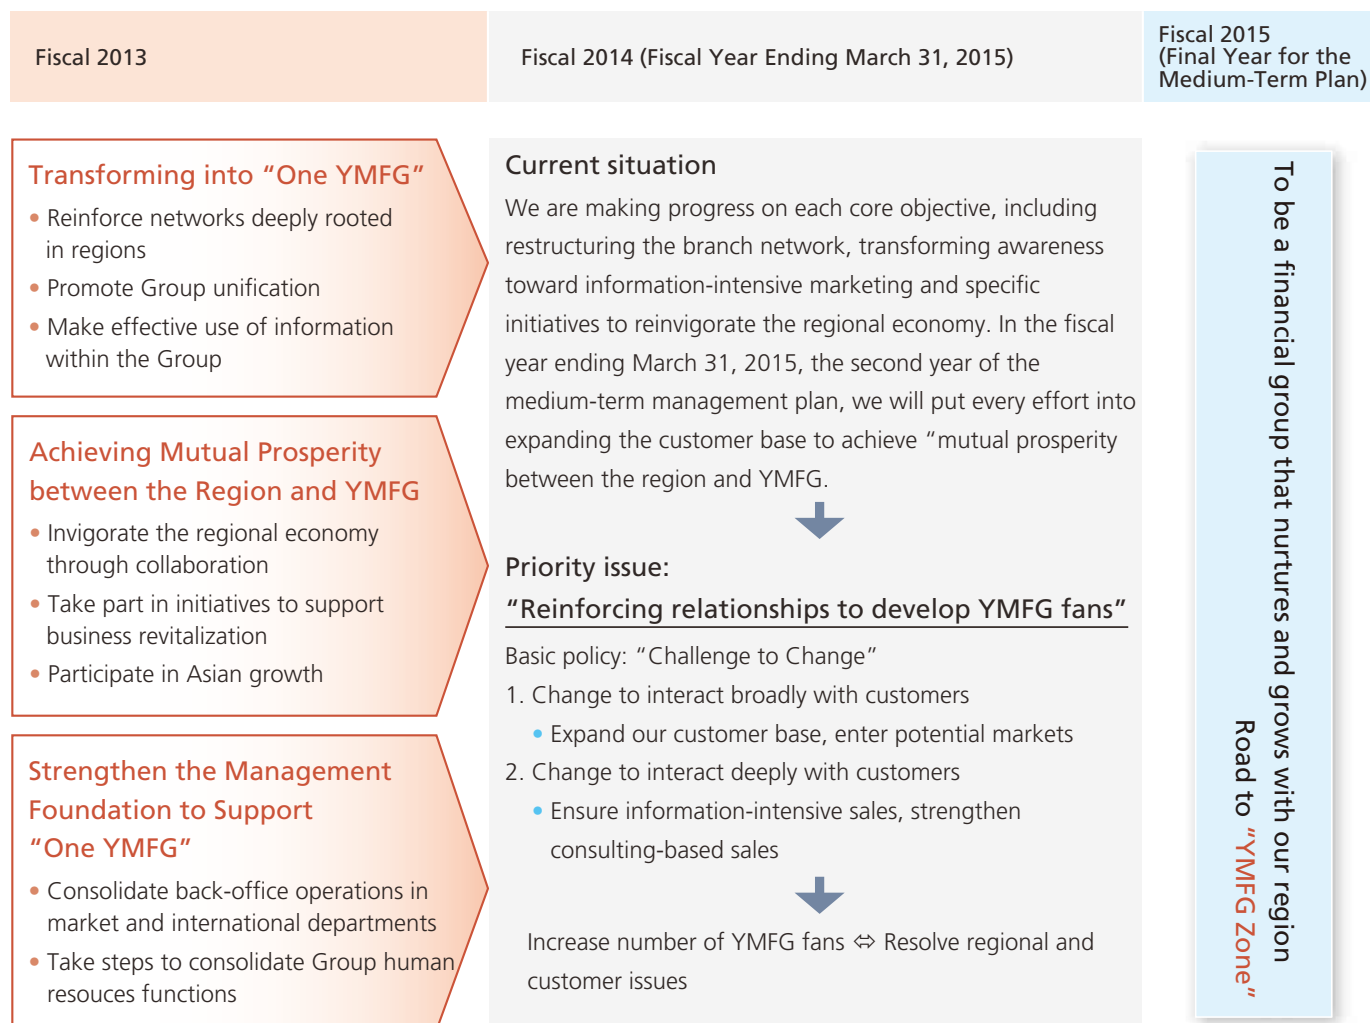 Fiscal 2013
Fiscal 2014 (Fiscal Year Ending March 31, 2015)
Fiscal 2015
(Final Year for the
Medium-Term Plan)
Transforming into “One YMFG”
• Reinforce networks deeply rooted
in regions
• Promote Group unification
• Make effective use of information
within the Group
Achieving Mutual Prosperity
between the Region and YMFG
• Invigorate the regional economy
through collaboration
• Take part in initiatives to support
business revitalization
• Participate in Asian growth
Strengthen the Management
Foundation to Support
“One YMFG”
• Consolidate back-office operations in
market and international departments
• Take steps to consolidate Group human
resouces functions
Current situation
We are making progress on each core objective, including
restructuring the branch network, transforming awareness
toward information-intensive marketing and specific
initiatives to reinvigorate the regional economy. In the fiscal
year ending March 31, 2015, the second year of the
medium-term management plan, we will put every effort into
expanding the customer base to achieve “mutual prosperity
between the region and YMFG.
Priority issue:
“Reinforcing relationships to develop YMFG fans”
Basic policy: “Challenge to Change”
1. Change to interact broadly with customers
• Expand our customer base, enter potential markets
2. Change to interact deeply with customers
• Ensure information-intensive sales, strengthen
consulting-based sales
Increase number of YMFG fans ⇔ Resolve regional and
customer issues
To be a financial group that nurtures and grows with our region
Road to “YMFG Zone”